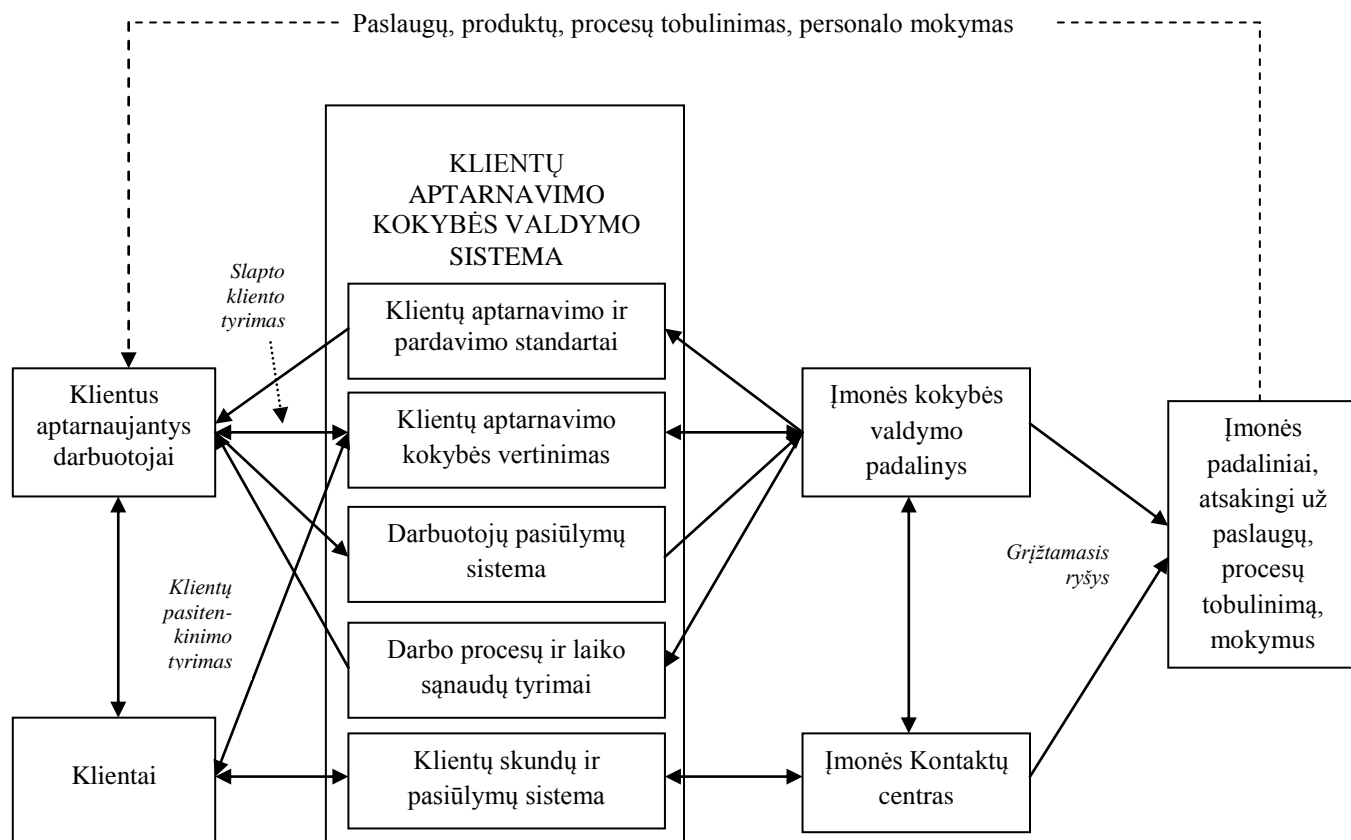 Paslaugų, produktų, procesų tobulinimas, personalo mokymas
KLIENTŲ
APTARNAVIMO
KOKYBĖS VALDYMO
SISTEMA
Slapto
kliento
tyrimas
Klientų aptarnavimo ir
pardavimo standartai
Klientus
aptarnaujantys
darbuotojai
Klientų aptarnavimo
kokybės vertinimas
Įmonės kokybės
valdymo
padalinys
Įmonės
padaliniai,
atsakingi už
paslaugų,
procesų
tobulinimą,
mokymus
Darbuotojų pasiūlymų
sistema
Grįžtamasis
ryšys
Klientų
pasiten-
kinimo
tyrimas
Darbo procesų ir laiko
sąnaudų tyrimai
Klientai
Klientų skundų ir
pasiūlymų sistema
Įmonės Kontaktų
centras